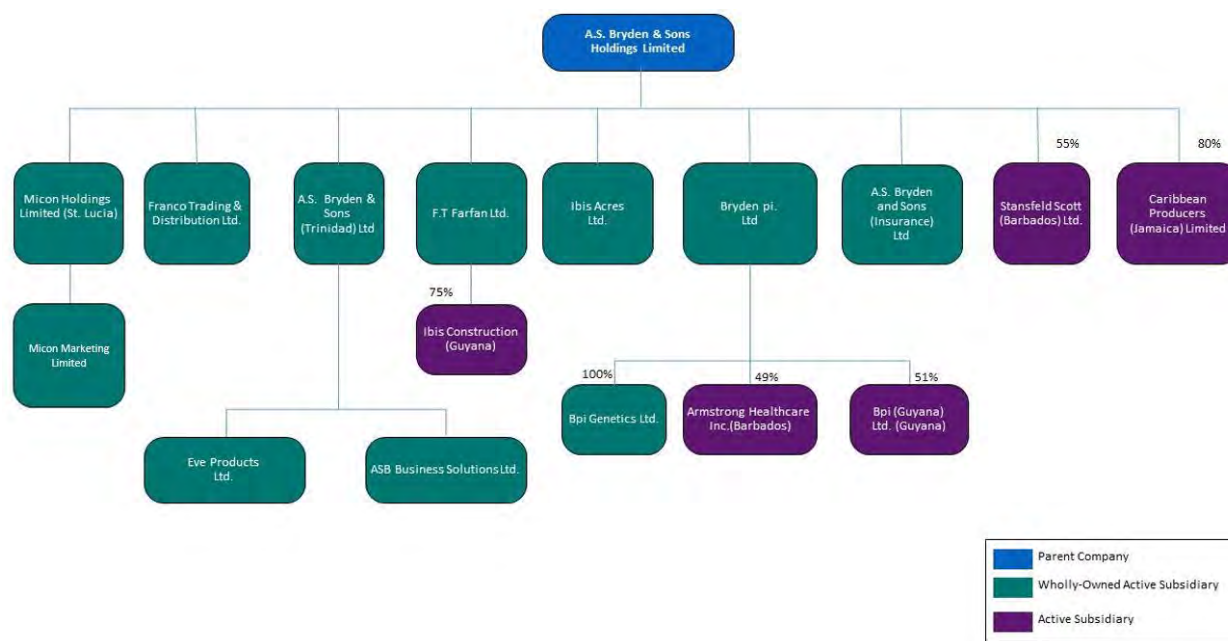 A.S. Bryden & Sons
Holdings Limited
55%
80%
Micon Holdings
Limited (St. Lucia)
Franco Trading &
Distribution Ltd.
A.S. Bryden &
Sons
(Trinidad) Ltd
F.T Farfan Ltd.
Ibis Acres
Ltd.
Bryden pi.
Ltd.
A.S. Bryden
and Sons
(Insurance)
Ltd
Stansfeld Scott
(Barbados) Ltd.
Caribbean
Producers
(Jamaica) Limited
75%
Micon Marketing
Limited
Ibis Construction
(Guyana)
100%
49%
51%
Bpi Genetics Ltd.
Armstrong Healthcare
Inc.(Barbados)
Bpi (Guyana)
Ltd. (Guyana)
Eve Products
Ltd.
ASB Business Solutions Ltd.
Parent Company
Wholly-Owned Active Subsidiary
Active Subsidiary